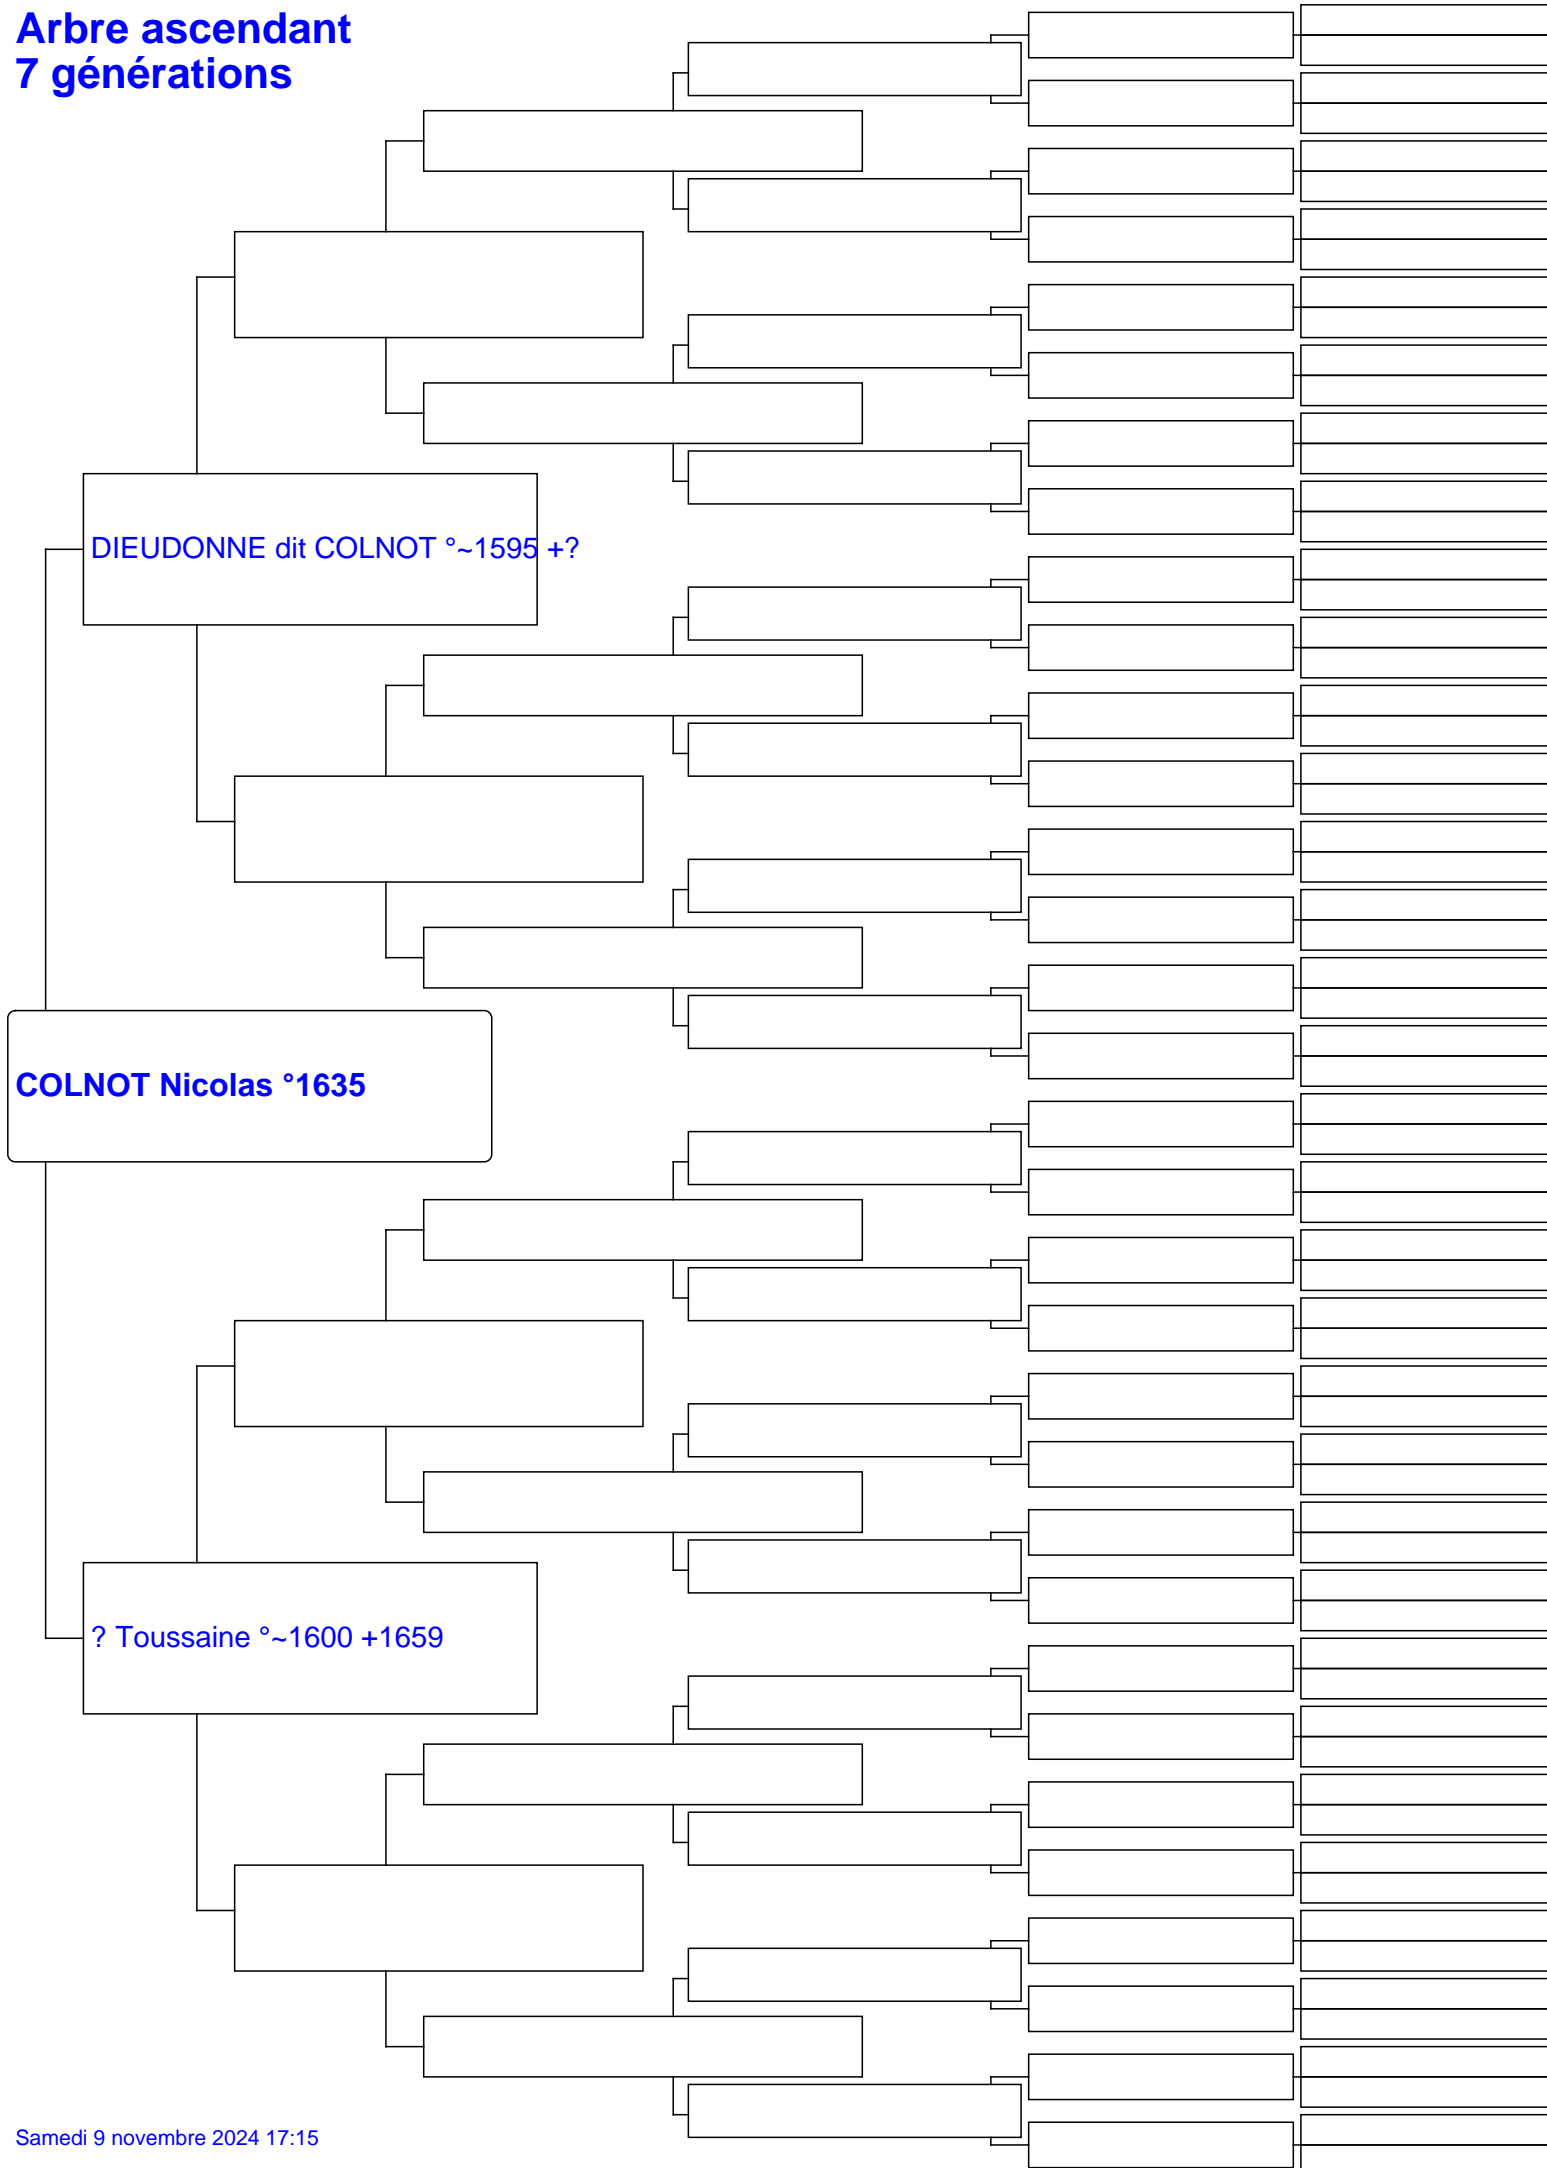 Arbre ascendant
7 générations
DIEUDONNE dit COLNOT °~1595 +?
COLNOT Nicolas °1635
? Toussaine °~1600 +1659
Samedi 9 novembre 2024 17:15